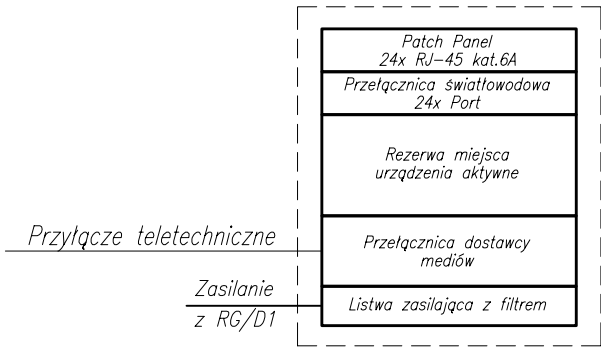 Patch Panel
24x RJ-45 kat.6A
Przełącznica światłowodowa
24x Port
Rezerwa miejsca
urządzenia aktywne
Przyłącze teletechniczne
Przełącznica dostawcy
mediów
Zasilanie
z RG/D1
Listwa zasilająca z filtrem